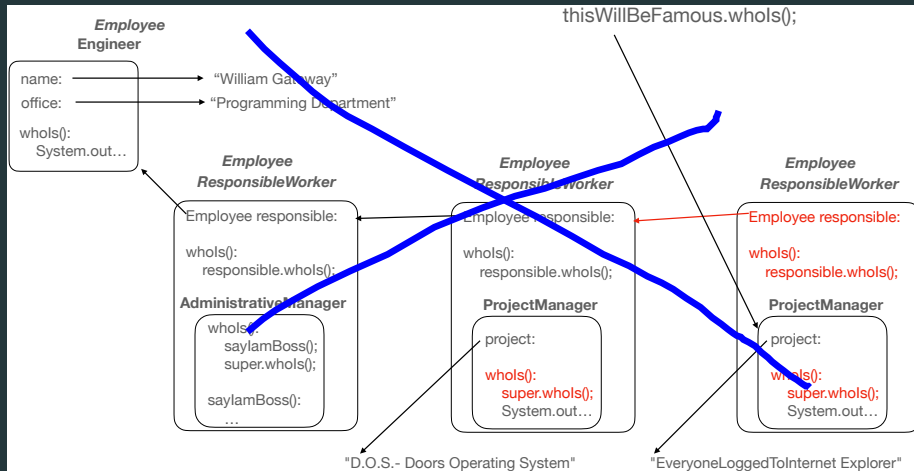 thisWillBeFamous.whoIs();
Employee
Engineer
name:
"William Gateway"
office:
"Programming Department"
whoIs():
System.out…
Employee
ResponsibleWorker
Employee responsible:
whoIs():
responsible.whoIs();
AdministrativeManager
whoIs():
sayIamBoss();
super.whoIs();
sayIamBoss():
…
Employee
ResponsibleWorker
Employee responsible:
whoIs():
responsible.whoIs();
ProjectManager
project:
whoIs():
super.whoIs();
System.out…
Employee
ResponsibleWorker
Employee responsible:
whoIs():
responsible.whoIs();
ProjectManager
project:
whoIs():
super.whoIs();
System.out…
"D.O.S.- Doors Operating System"
"EveryoneLoggedToInternet Explorer"